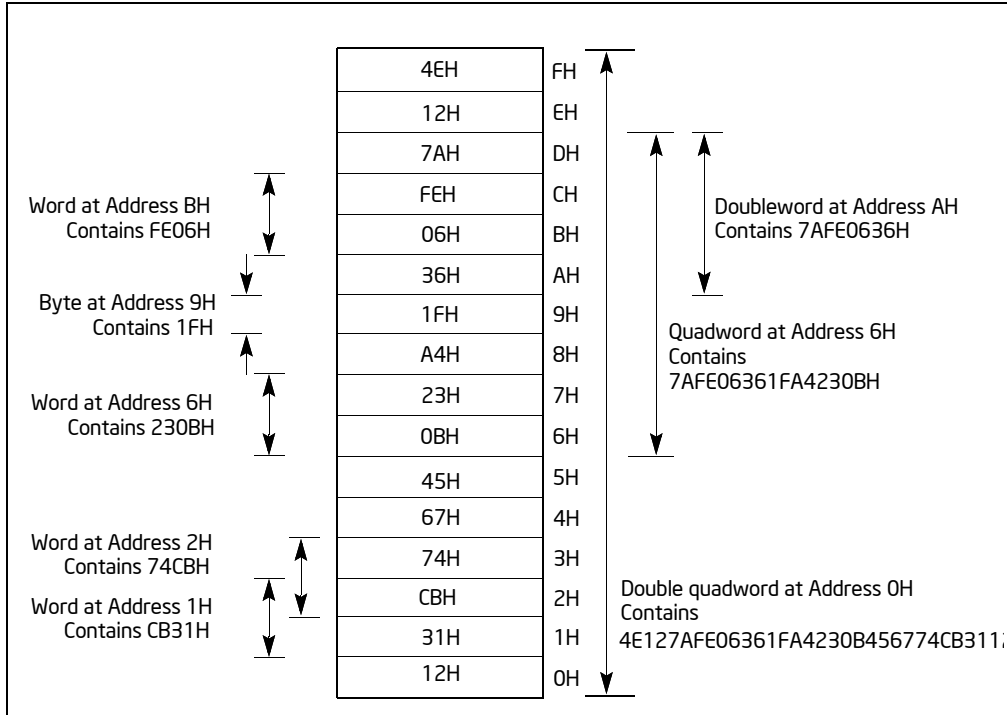 4EH FH
12H EH
7AH DH
FEH CH
06H BH
36H AH
1FH 9H
A4H 8H
23H 7H
0BH 6H
45H 5H
67H 4H
74H 3H
CBH 2H
31H 1H
12H 0H
Word at Address BH
Contains FE06H
Byte at Address 9H
Contains 1FH
Word at Address 6H
Contains 230BH
Word at Address 2H
Contains 74CBH
Word at Address 1H
Contains CB31H
Doubleword at Address AH
Contains 7AFE0636H
Quadword at Address 6H
Contains
7AFE06361FA4230BH
Double quadword at Address 0H
Contains
4E127AFE06361FA4230B456774CB311